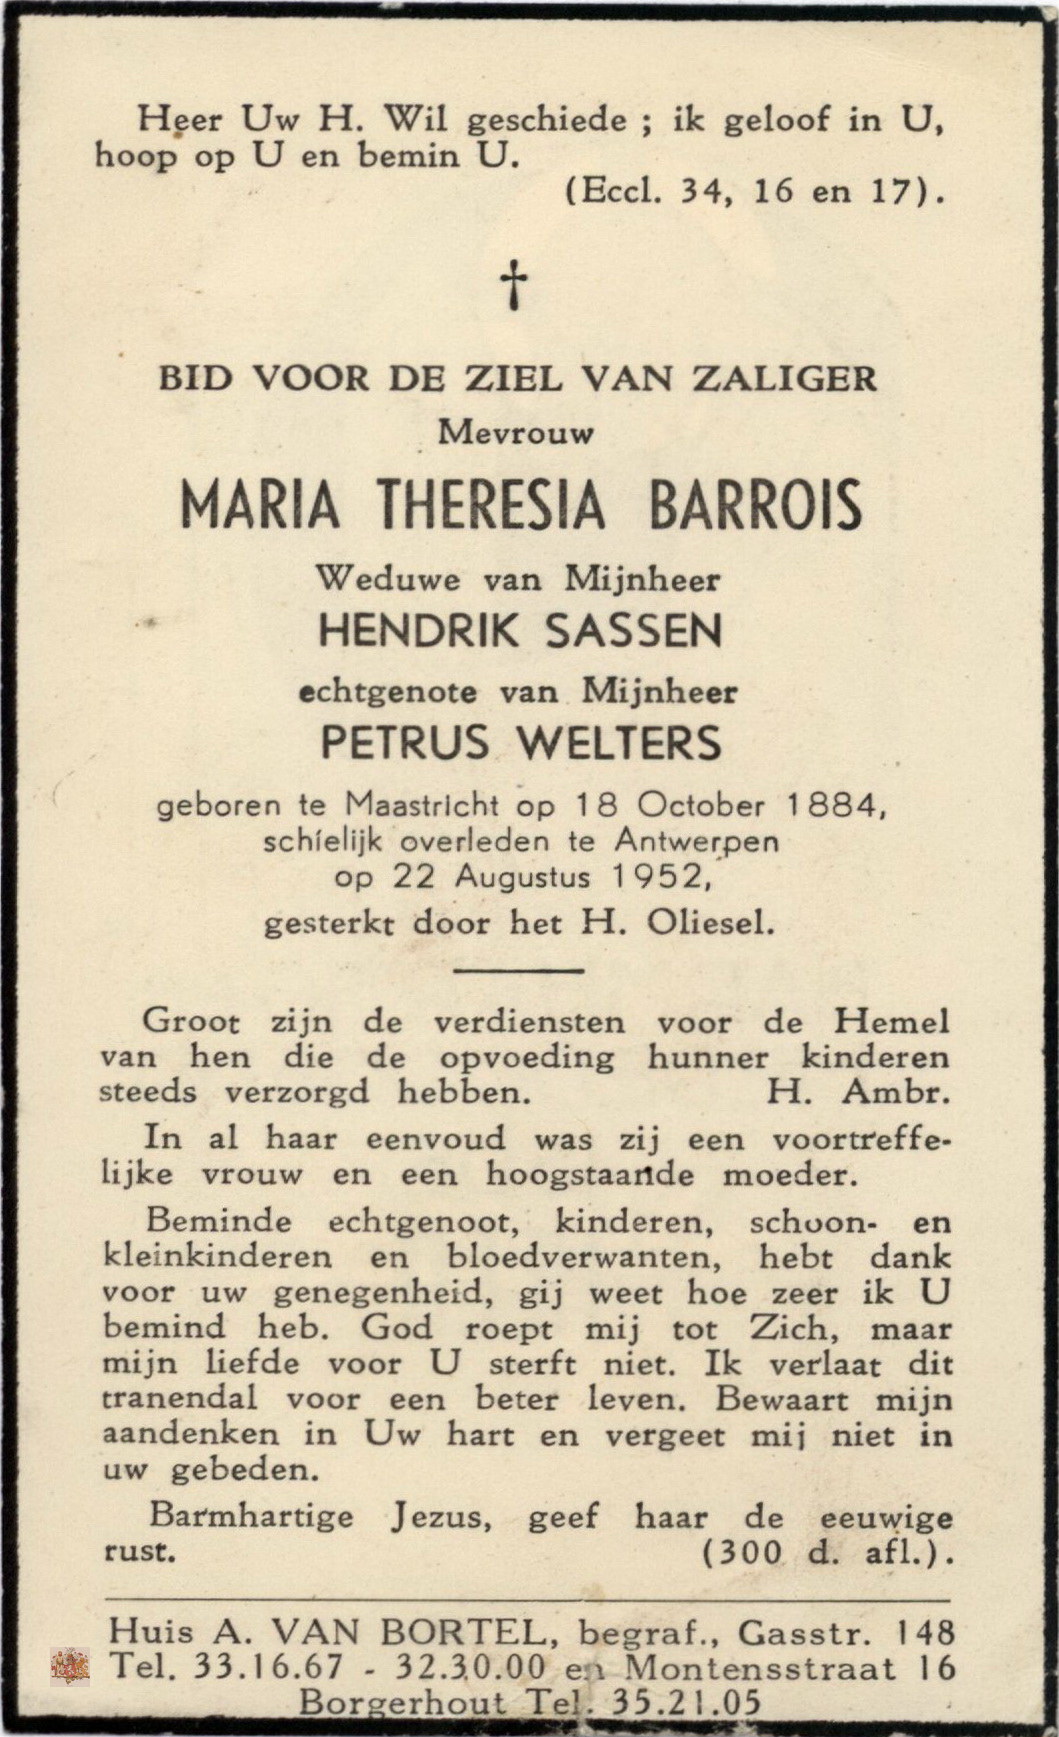 Heer Uw H. Wil geschiede ; ik geloof in U,
hoop op U en bemin U.
(Eccl. 34, 16 en 17).
BID VOOR DE ZIEL VAN ZALIGER
Mevrouw
MARIA THERESIA BARROIS
Weduwe van Mijnheer
HENDRIK SASSEN
echtgenote van Mijnheer
PETRUS WELTERS
geboren te Maastricht op 18 October 1884,
schielijk overleden te Antwerpen
op 22 Augustus 1952,
gesterkt door het H. Oliesel.
Groot zijn de verdiensten voor de Hemel
van hen die de opvoeding hunner kinderen
steeds verzorgd hebben. H. Ambr.
In al haar eenvoud was zij een voortreffe-
lijke vrouw en een hoogstaande moeder.
Beminde echtgenoot, kinderen, schoon- en
kleinkinderen en bloedverwanten, hebt dank
voor uw genegenheid, gij weet hoe zeer ik U
bemind heb. God roept mij tot Zich, maar
mijn liefde voor U sterft niet. Ik verlaat dit
tranendal voor een beter leven. Bewaart mijn
aandenken in Uw hart en vergeet mij niet in
uw gebeden.
Barmhartige Jezus, geef haar de eeuwige
rust. (300 d. afl.).
Huis A. VAN BORTEL, begraf., Gasstr. 148
Tel. 33.16.67 - 32.30.00 en Montensstraat 16
Borgerhout Tel. 35.21.05